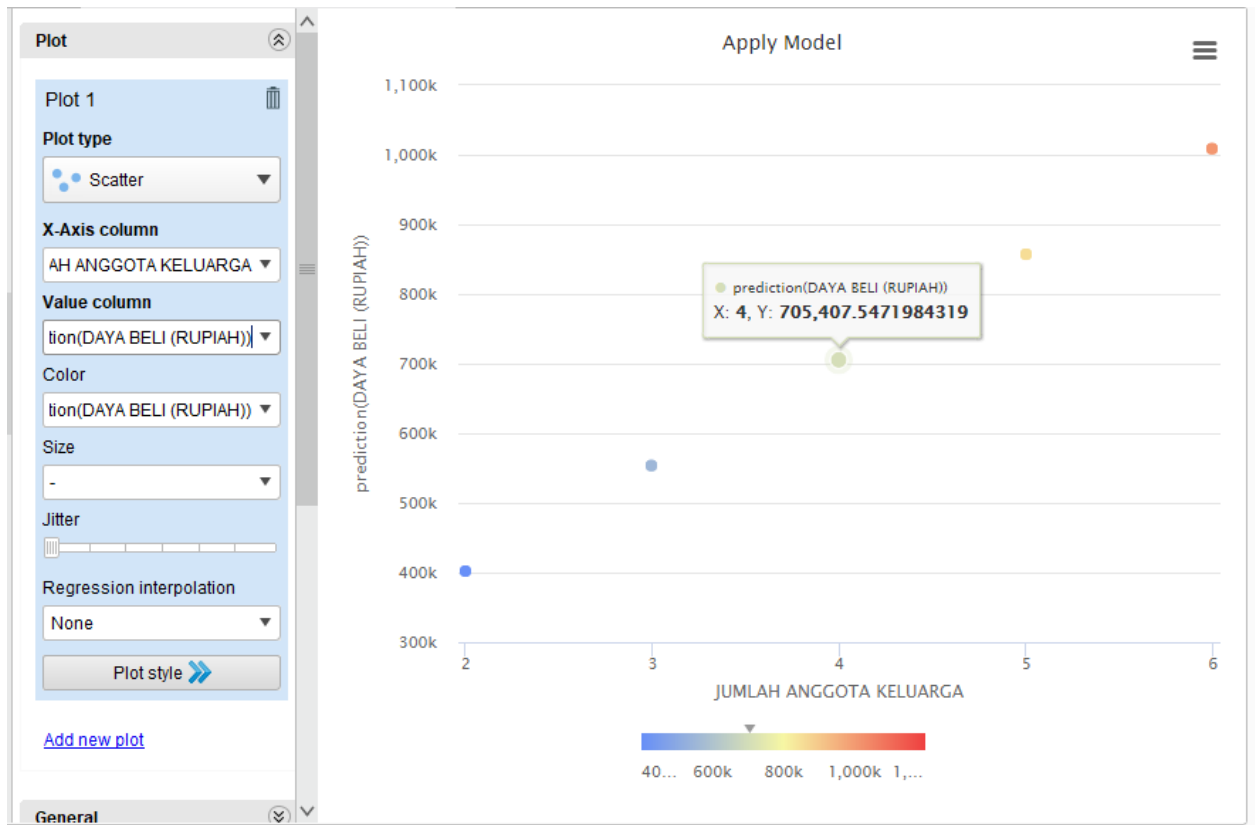 Plot
Plot 1
Plot type
Scatter
X-Axis column
AH ANGGOTA KELUARGA
Value column
tion(DAYA BELI (RUPIAH))
Color
tion(DAYA BELI (RUPIAH))
Size
-
Jitter
Regression interpolation
None
Plot style
Add new plot
General
Apply Model
1,100k
1,000k
900k
800k
700k
600k
500k
400k
300k
prediction(DAYA BELI (RUPIAH))
prediction(DAYA BELI (RUPIAH))
X: 4, Y: 705,407.5471984319
2 3 4 5 6
JUMLAH ANGGOTA KELUARGA
40... 600k 800k 1,000k 1,...